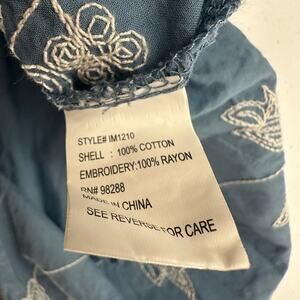 STYLE# IM1210
SHELL : 100% COTTON
EMBROIDERY:100% RAYON
RN# 98288
MADE IN CHINA
SEE REVERSE FOR CARE